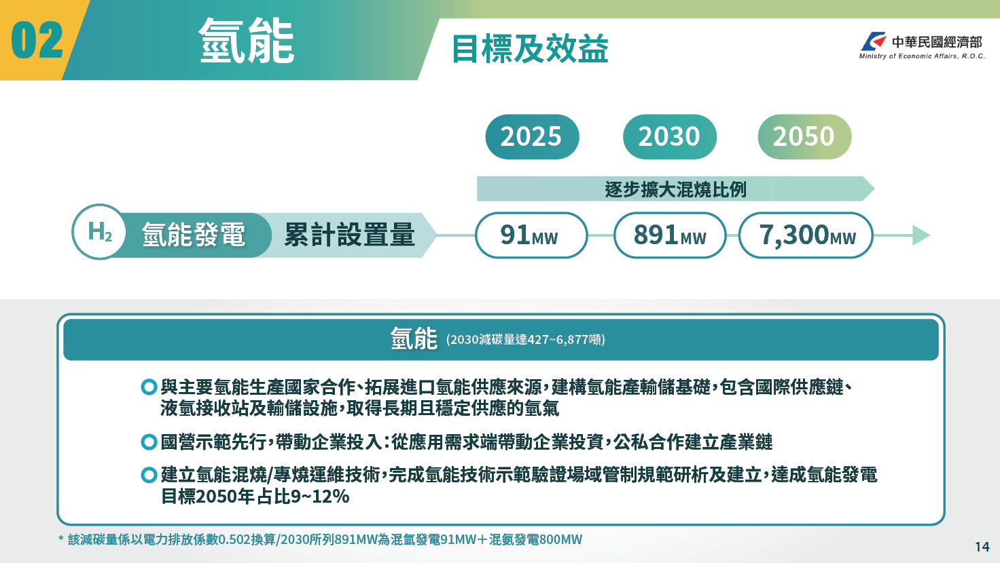 02
氫能
目標及效益
中華民國經濟部
Ministry of Economic Affairs, R.O.C.
2025
2030
2050
逐步擴大混燒比例
H₂
氫能發電
累計設置量
91MW
891MW
7,300MW
氫能 (2030減碳量達427~6,877噸)
與主要氫能生產國家合作、拓展進口氫能供應來源，建構氫能產輸儲基礎，包含國際供應鏈、
液氫接收站及輸儲設施，取得長期且穩定供應的氫氣
國營示範先行，帶動企業投入：從應用需求端帶動企業投資，公私合作建立產業鏈
建立氫能混燒/專燒運維技術，完成氫能技術示範驗證場域管制規範研析及建立，達成氫能發電
目標2050年占比9~12%
* 該減碳量係以電力排放係數0.502換算/2030所列891MW為混氫發電91MW＋混氨發電800MW
14